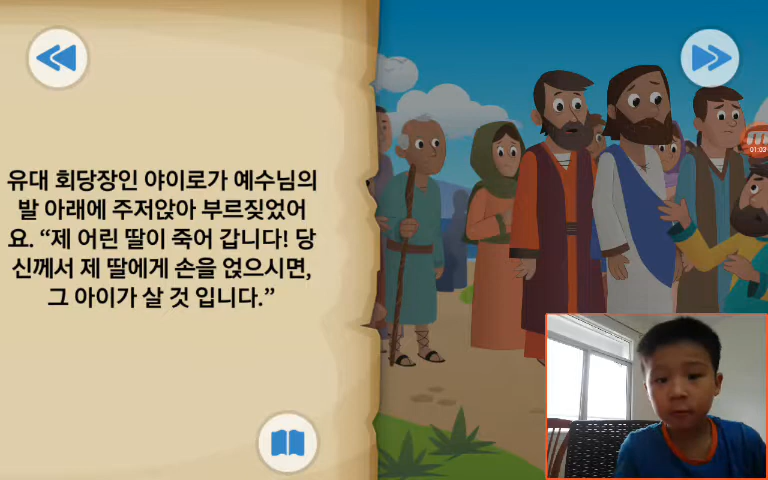 유대 회당장인 야이로가 예수님의
발 아래에 주저앉아 부르짖었어
요. “제 어린 딸이 죽어 갑니다! 당
신께서 제 딸에게 손을 얹으시면,
그 아이가 살 것 입니다.”
01:03